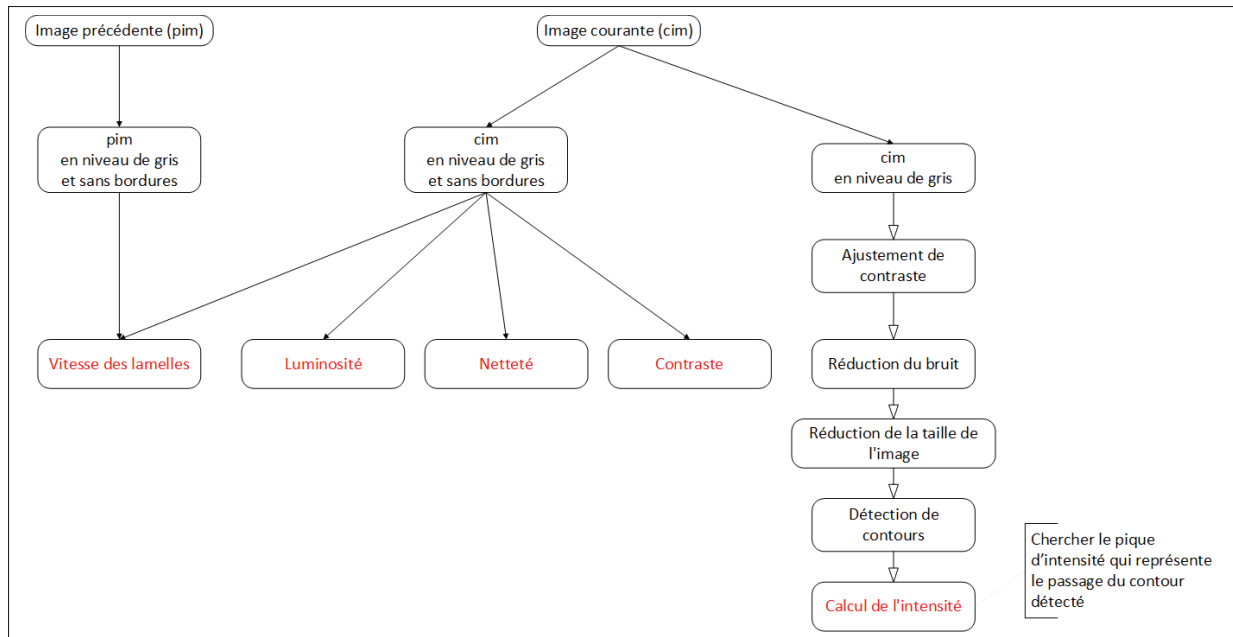 Image précédente (pim)
Image courante (cim)
pim
en niveau de gris
et sans bordures
cim
en niveau de gris
et sans bordures
cim
en niveau de gris
Ajustement de
contraste
Vitesse des lamelles
Luminosité
Netteté
Contraste
Réduction du bruit
Réduction de la taille de
l'image
Détection de
contours
Calcul de l'intensité
Chercher le pique
d’intensité qui représente
le passage du contour
détecté